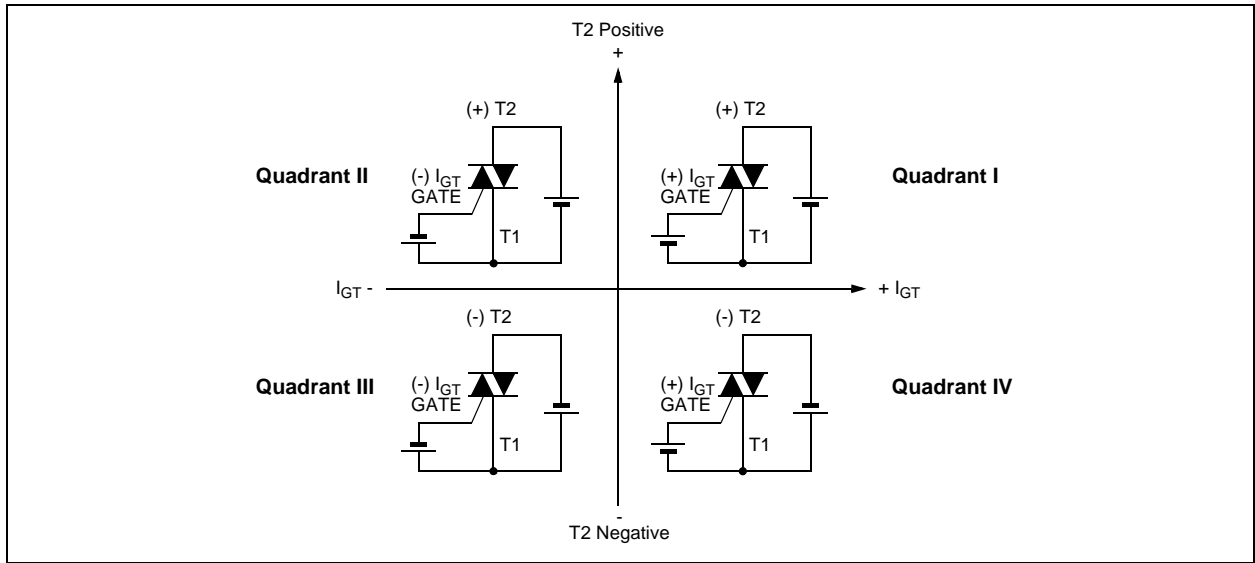 T2 Positive
+
(+) T2
(+) T2
Quadrant II
(-) IGT
GATE
T1
(+) IGT
GATE
T1
Quadrant I
IGT -
+ IGT
(-) T2
(-) T2
Quadrant III
(-) IGT
GATE
T1
(+) IGT
GATE
T1
Quadrant IV
-
T2 Negative